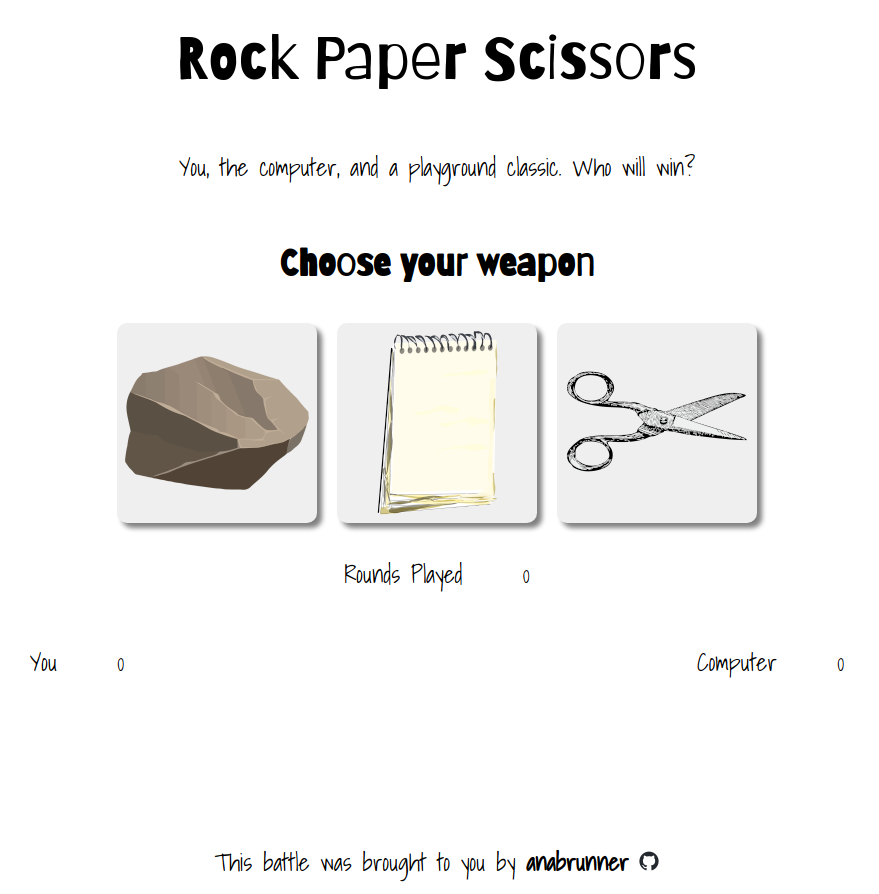 Rock Paper Scissors
You, the computer, and a playground classic. Who will win?
Choose your weapon
Rounds Played 0
You 0 Computer 0
This battle was brought to you by anabrunner